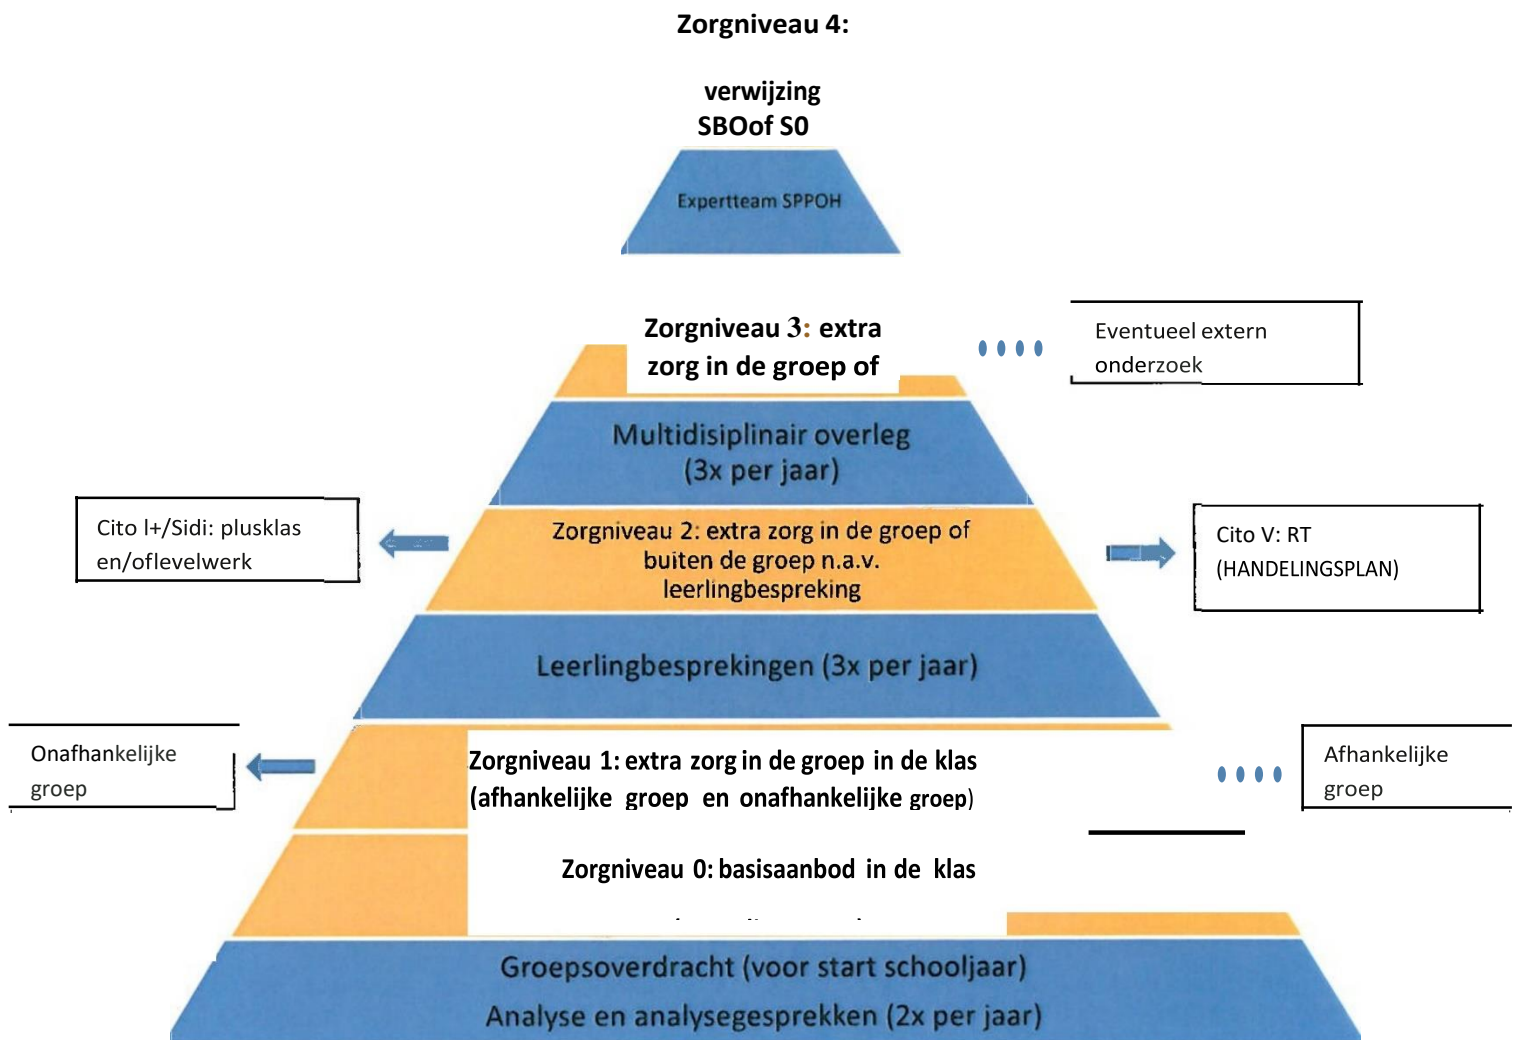 Zorgniveau 4:
verwijzing
SBOof S0
Expertteam SPPOH
Zorgniveau 3: extra
zorg in de groep of
Eventueel extern
onderzoek
Multidisiplinair overleg
(3x per jaar)
Cito l+/Sidi: plusklas
en/oflevelwerk
Zorgniveau 2: extra zorg in de groep of
buiten de groep n.a.v.
leerlingbespreking
Cito V: RT
(HANDELINGSPLAN)
Leerlingbesprekingen (3x per jaar)
Onafhankelijke
groep
Zorgniveau 1: extra zorg in de groep in de klas
(afhankelijke groep en onafhankelijke groep)
Afhankelijke
groep
Zorgniveau 0: basisaanbod in de klas
Groepsoverdracht (voor start schooljaar)
Analyse en analysegesprekken (2x per jaar)